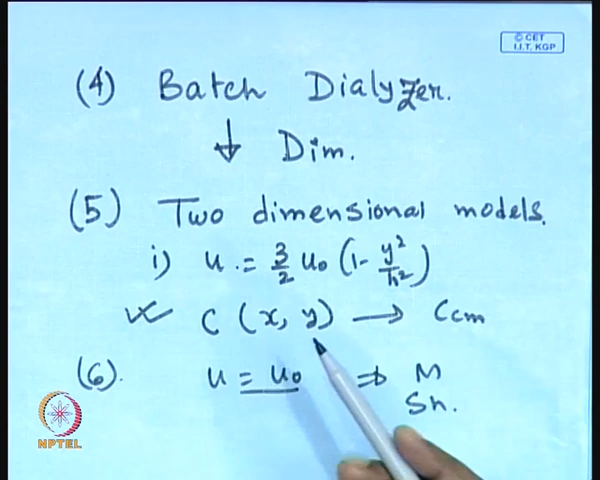 © CET
I.I.T. KGP
(4) Batch Dialyzer.
↓ Dim.
(5) Two dimensional models.
i) u = 3/2 u₀ (1 - y²/h²)
C (x, y) → Ccm
(6). u = u₀ ⇒ M
Sh.
NPTEL